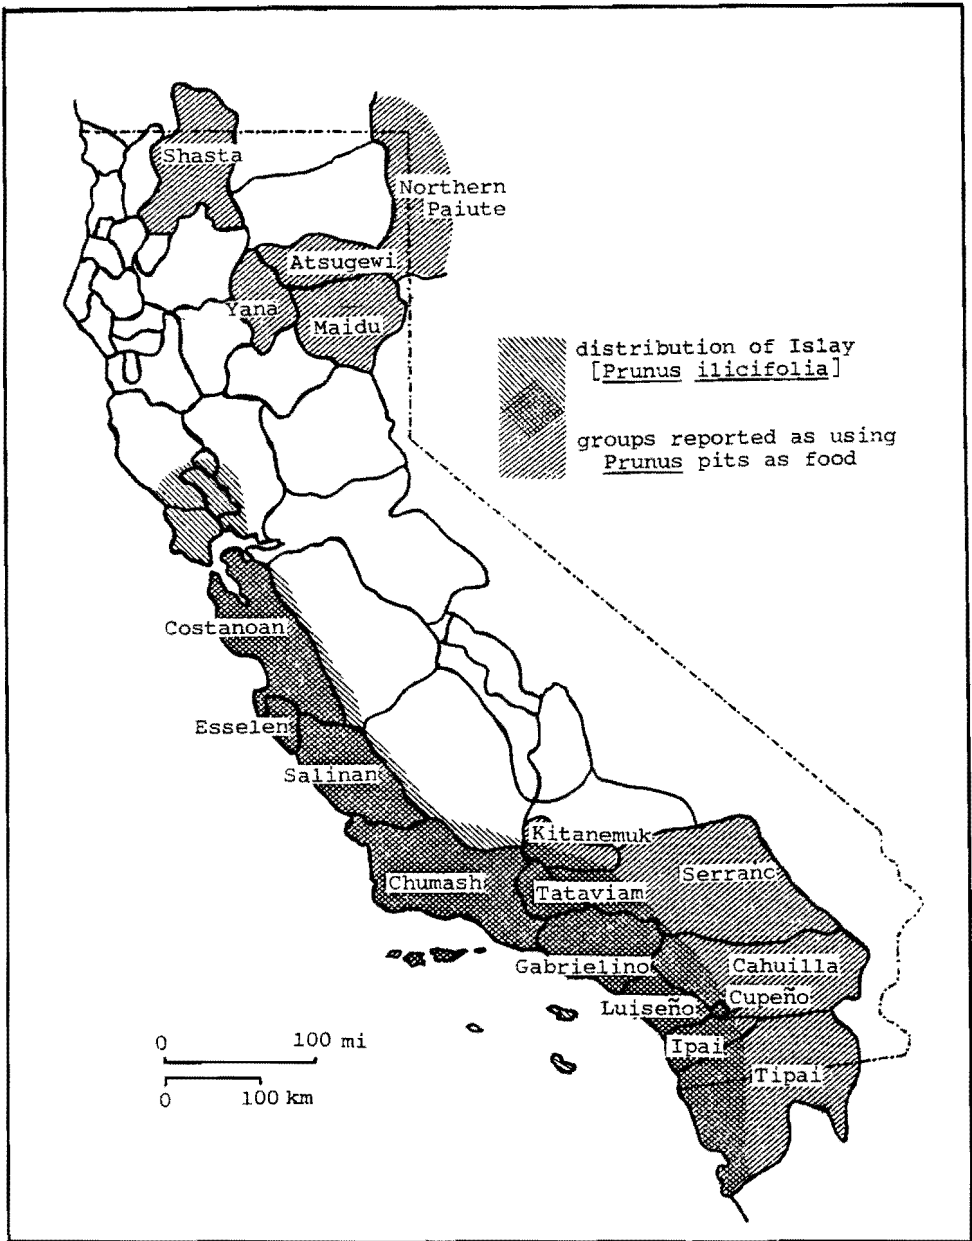 Shasta
Northern
Paiute
Atsugewi
Yana
Maidu
distribution of Islay
[Prunus ilicifolia]
groups reported as using
Prunus pits as food
Costanoan
Esselen
Salinan
Kitanemuk
Chumash
Tataviam
Serranc
Gabrielino
Cahuilla
Luiseño
Cupeño
Ipai
Tipai
0 100 mi
0 100 km